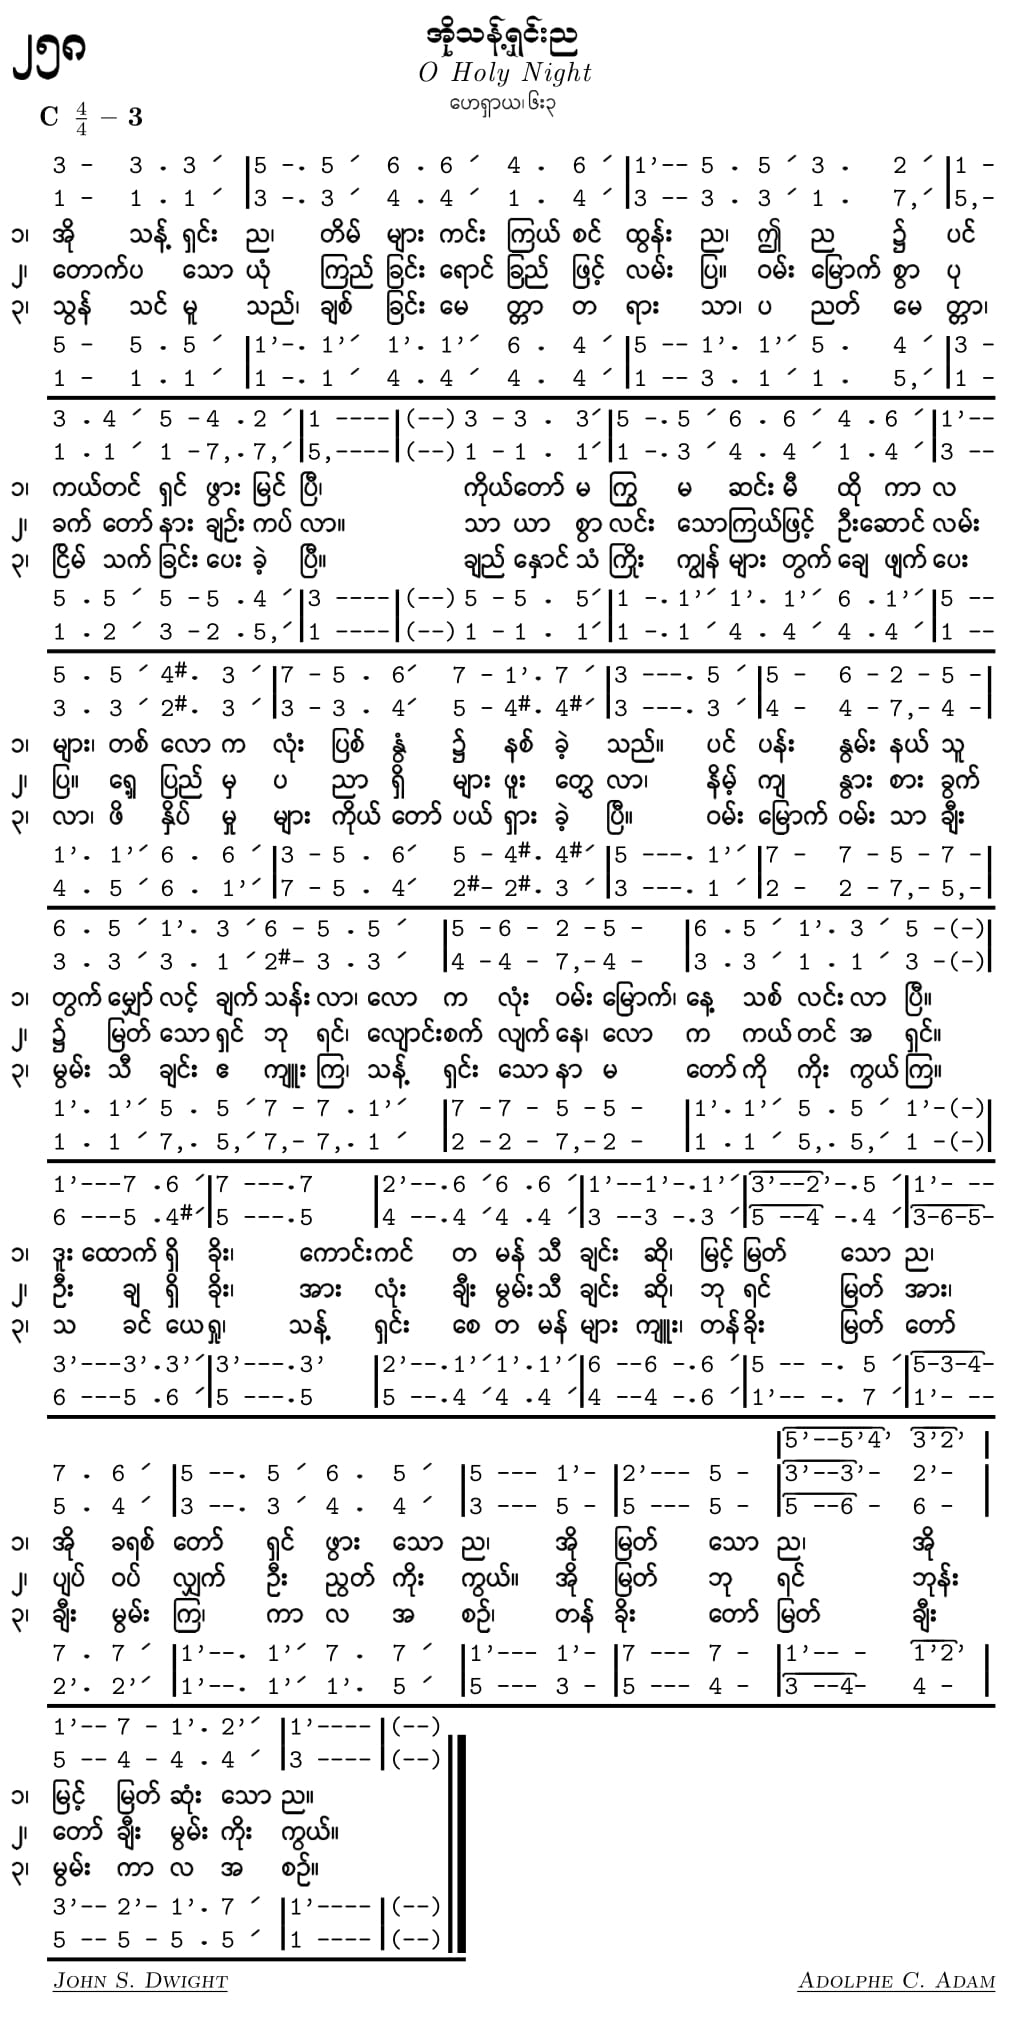 ၂၅၈
အိုသန့်ရှင်းည
O Holy Night
ဟေရှာယ၊ ၆း၃
C 4/4 – 3
3 – 3 . 3 ´ |5 –. 5 ´ 6 . 6 ´ 4 . 6 ´ |1’–– 5 . 5 ´ 3 . 2 ´ |1 –
1 – 1 . 1 ´ |3 –. 3 ´ 4 . 4 ´ 1 . 4 ´ |3 –– 3 . 3 ´ 1 . 7,´ |5,–
၁၊ အို သန့် ရှင်း ည၊ တိမ် များ ကင်း ကြယ် စင် ထွန်း ည၊ ဤ ည ၌ ပင်
၂၊ တောက်ပ သော ယုံ ကြည် ခြင်း ရောင် ခြည် ဖြင့် လမ်း ပြ။ ဝမ်း မြောက် စွာ ပု
၃၊ သွန် သင် မူ သည်၊ ချစ် ခြင်း မေ တ္တာ တ ရား သာ၊ ပ ညတ် မေ တ္တာ၊
5 – 5 . 5 ´ |1’–. 1’´ 1’. 1’´ 6 . 4 ´ |5 –– 1’. 1’´ 5 . 4 ´ |3 –
1 – 1 . 1 ´ |1 –. 1 ´ 4 . 4 ´ 4 . 4 ´ |1 –– 3 . 1 ´ 1 . 5,´ |1 –
3 . 4 ´ 5 –4 .2 ´|1 ––––|(––) 3 – 3 . 3´|5 –.5 ´ 6 . 6 ´ 4 .6 ´ |1’––
1 . 1 ´ 1 –7,.7,´|5,––––|(––) 1 – 1 . 1´|1 –.3 ´ 4 . 4 ´ 1 .4 ´ |3 ––
၁၊ ကယ်တင် ရှင် ဖွား မြင် ပြီ၊ ကိုယ်တော် မ ကြွ မ ဆင်း မီ ထို ကာ လ
၂၊ ခက် တော် နား ချဉ်း ကပ် လာ။ သာ ယာ စွာ လင်း သောကြယ်ဖြင့် ဦးဆောင် လမ်း
၃၊ ငြိမ် သက် ခြင်း ပေး ခဲ့ ပြီ။ ချည် နှောင် သံ ကြိုး ကျွန် များ တွက် ချေ ဖျက် ပေး
5 . 5 ´ 5 –5 .4 ´|3 ––––|(––) 5 – 5 . 5´|1 –.1’´ 1’. 1’´ 6 .1’´|5 ––
1 . 2 ´ 3 –2 .5,´|1 ––––|(––) 1 – 1 . 1´|1 –.1 ´ 4 . 4 ´ 4 .4 ´ |1 ––
5 . 5 ´ 4#. 3 ´ |7 – 5 . 6´ 7 – 1’. 7 ´ |3 –––. 5 ´ |5 – 6 – 2 – 5 –|
3 . 3 ´ 2#. 3 ´ |3 – 3 . 4´ 5 – 4#. 4#´ |3 –––. 3 ´ |4 – 4 – 7,– 4 –|
၁၊ များ၊ တစ် လော က လုံး ပြစ် နွံ ၌ နစ် ခဲ့ သည်။ ပင် ပန်း နွမ်း နယ် သူ
၂၊ ပြ။ ရှေ့ ပြည် မှ ပ ညာ ရှိ များ ဖူး တွေ့ လာ၊ နိမ့် ကျ နွား စား ခွက်
၃၊ လာ၊ ဖိ နှိပ် မှု များ ကိုယ် တော် ပယ် ရှား ခဲ့ ပြီ။ ဝမ်း မြောက် ဝမ်း သာ ချီး
1’. 1’´ 6 . 6 ´ |3 – 5 . 6´ 5 – 4#. 4#´ |5 –––. 1’´ |7 – 7 – 5 – 7 –|
4 . 5 ´ 6 . 1’´ |7 – 5 . 4´ 2#– 2#. 3 ´ |3 –––. 1 ´ |2 – 2 – 7,– 5,–|
6 . 5 ´ 1’. 3 ´ 6 – 5 . 5 ´ |5 –6 – 2 –5 – |6 . 5 ´ 1’. 3 ´ 5 –(–)|
3 . 3 ´ 3 . 1 ´ 2#– 3 . 3 ´ |4 –4 – 7,–4 – |3 . 3 ´ 1 . 1 ´ 3 –(–)|
၁၊ တွက် မျှော် လင့် ချက် သန်း လာ၊ လော က လုံး ဝမ်း မြောက်၊ နေ့ သစ် လင်း လာ ပြီ။
၂၊ ၌ မြတ် သော ရှင် ဘု ရင်၊ လျောင်းစက် လျက် နေ၊ လော က ကယ် တင် အ ရှင်။
၃၊ မွမ်း သီ ချင်း ဧ ကျူး ကြ၊ သန့် ရှင်း သော နာ မ တော် ကို ကိုး ကွယ် ကြ။
1’. 1’´ 5 . 5 ´ 7 – 7 . 1’´ |7 –7 – 5 –5 – |1’. 1’´ 5 . 5 ´ 1’–(–)|
1 . 1 ´ 7,. 5,´ 7,– 7,. 1 ´ |2 –2 – 7,–2 – |1 . 1 ´ 5,. 5,´ 1 –(–)|
1’–––7 .6 ´|7 –––.7 |2’––.6 ´6 .6 ´|1’––1’–.1’´|3’––2’–.5 ´|1’– ––
6 –––5 .4#´|5 –––.5 |4 ––.4 ´4 .4 ´|3 ––3 –.3 ´|5 ––4 –.4 ´|3–6–5–
၁၊ ဒူး ထောက် ရှိ ခိုး၊ ကောင်းကင် တ မန် သီ ချင်း ဆို၊ မြင့် မြတ် သော ည၊
၂၊ ဦး ချ ရှိ ခိုး၊ အား လုံး ချီး မွမ်း သီ ချင်း ဆို၊ ဘု ရင် မြတ် အား၊
၃၊ သ ခင် ယေရှု၊ သန့် ရှင်း စေ တ မန် များ ကျူး၊ တန်ခိုး မြတ် တော်
3’–––3’.3’´|3’–––.3’ |2’––.1’´1’.1’´|6 ––6 –.6 ´|5 –– –. 5 ´|5–3–4–
6 –––5 .6 ´|5 –––.5 |5 ––.4 ´4 .4 ´|4 ––4 –.6 ´|1’–– –. 7 ´|1’– ––
|5’––5’4’ 3’2’ |
7 . 6 ´ |5 ––. 5 ´ 6 . 5 ´ |5 ––– 1’– |2’––– 5 – |3’––3’– 2’– |
5 . 4 ´ |3 ––. 3 ´ 4 . 4 ´ |3 ––– 5 – |5 ––– 5 – |5 ––6 – 6 – |
၁၊ အို ခရစ် တော် ရှင် ဖွား သော ည၊ အို မြတ် သော ည၊ အို
၂၊ ပျပ် ဝပ် လျှက် ဦး ညွတ် ကိုး ကွယ်။ အို မြတ် ဘု ရင် ဘုန်း
၃၊ ချီး မွမ်း ကြ၊ ကာ လ အ စဉ်၊ တန် ခိုး တော် မြတ် ချီး
7 . 7 ´ |1’––. 1’´ 7 . 7 ´ |1’––– 1’– |7 ––– 7 – |1’–– – 1’2’ |
2’. 2’´ |1’––. 1’´ 1’. 5 ´ |5 ––– 3 – |5 ––– 4 – |3 ––4– 4 – |
1’–– 7 – 1’. 2’´ |1’––––|(––)
5 –– 4 – 4 . 4 ´ |3 ––––|(––)
၁၊ မြင့် မြတ် ဆုံး သော ည။
၂၊ တော် ချီး မွမ်း ကိုး ကွယ်။
၃၊ မွမ်း ကာ လ အ စဉ်။
3’–– 2’– 1’. 7 ´ |1’––––|(––)
5 –– 5 – 5 . 5 ´ |1 ––––|(––)
John S. Dwight
Adolphe C. Adam